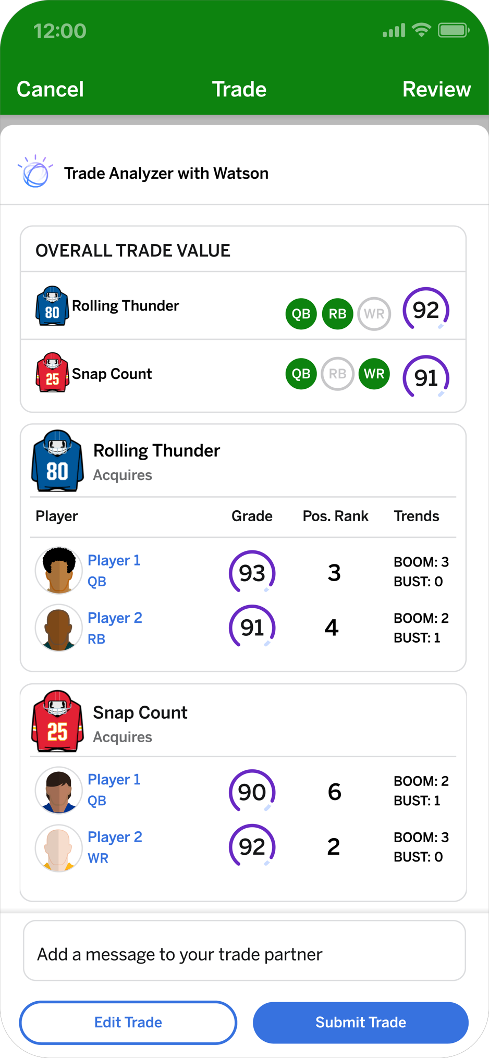 12:00
Cancel Trade Review
Trade Analyzer with Watson
OVERALL TRADE VALUE
80 Rolling Thunder QB RB WR 92
25 Snap Count QB RB WR 91
80 Rolling Thunder
Acquires
Player Grade Pos. Rank Trends
Player 1 93 3 BOOM: 3
QB BUST: 0
Player 2 91 4 BOOM: 2
RB BUST: 1
25 Snap Count
Acquires
Player 1 90 6 BOOM: 2
QB BUST: 1
Player 2 92 2 BOOM: 3
WR BUST: 0
Add a message to your trade partner
Edit Trade Submit Trade